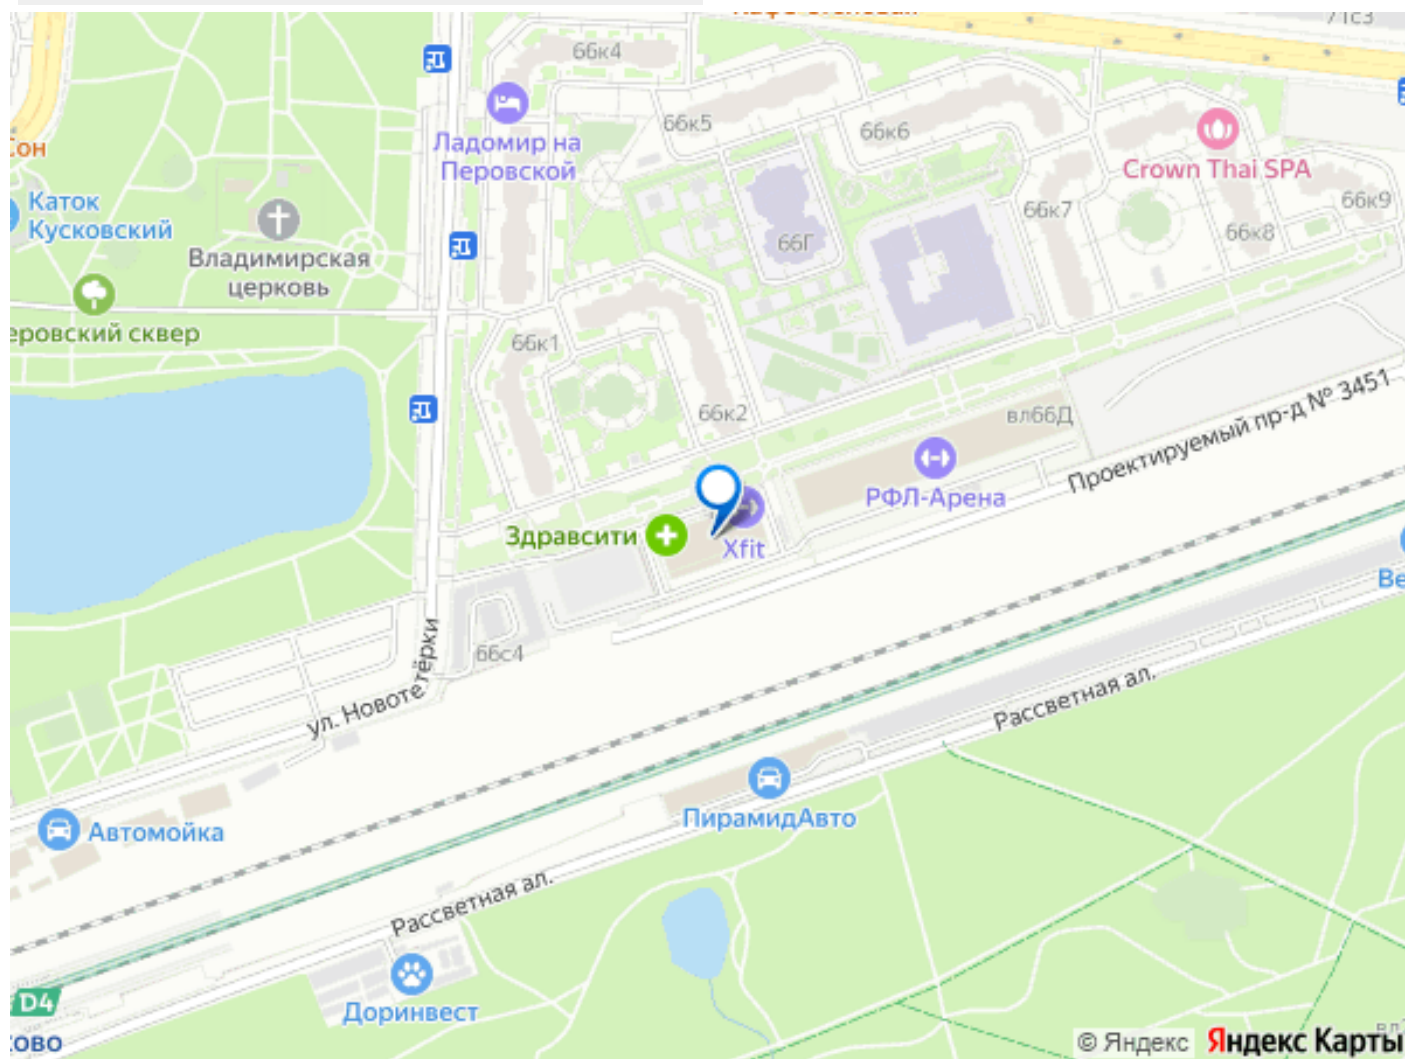 71с3
66к4
Ладомир на
Перовской
66к5
66к6
Crown Thai SPA
Каток
Кусковский
Владимирская
церковь
66Г
66к7
66к8
66к9
66к1
66к2
вл66Д
Проектируемый пр-д № 3451
РФЛ-Арена
Здравсити
Xfit
66с4
ул. Новотетёрки
Рассветная ал.
ПирамидАвто
Автомойка
Рассветная ал.
Доринвест
D4
© Яндекс Яндекс Карты